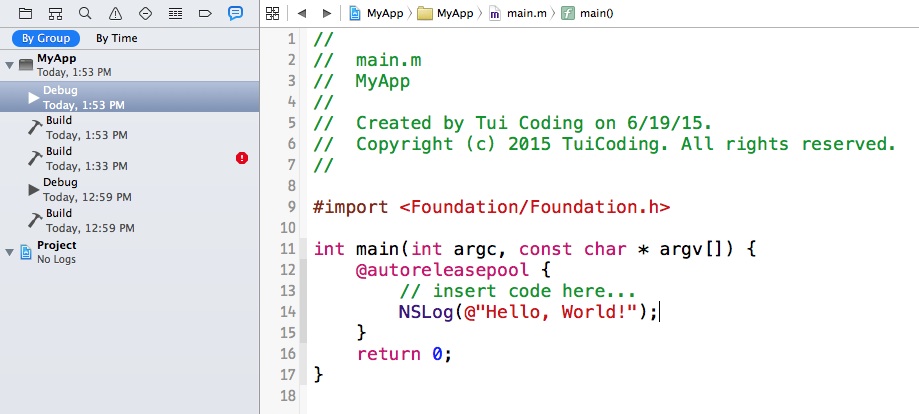 MyApp MyApp main.m main()
By Group By Time
MyApp
Today, 1:53 PM
Debug
Today, 1:53 PM
Build
Today, 1:53 PM
Build
Today, 1:33 PM
Debug
Today, 12:59 PM
Build
Today, 12:59 PM
Project
No Logs
1 //
2 //  main.m
3 //  MyApp
4 //
5 //  Created by Tui Coding on 6/19/15.
6 //  Copyright (c) 2015 TuiCoding. All rights reserved.
7 //
8
9 #import <Foundation/Foundation.h>
10
11 int main(int argc, const char * argv[]) {
12     @autoreleasepool {
13         // insert code here...
14         NSLog(@"Hello, World!");
15     }
16     return 0;
17 }
18